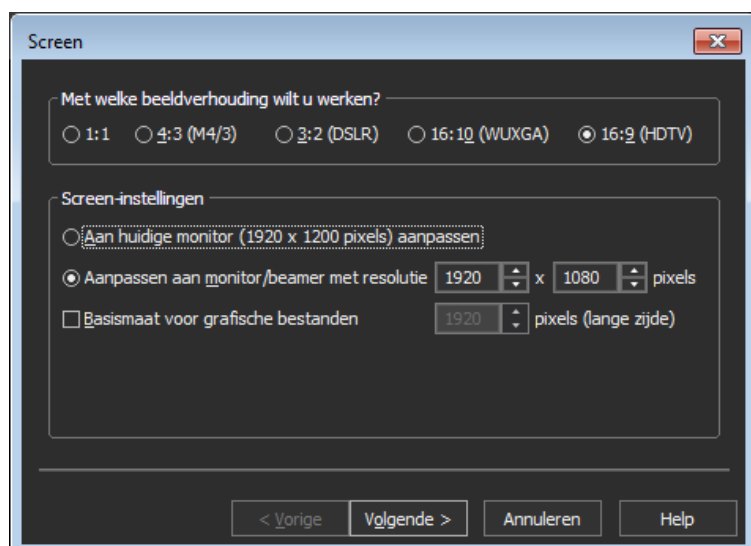 Screen
Met welke beeldverhouding wilt u werken?
1:1 4:3 (M4/3) 3:2 (DSLR) 16:10 (WUXGA) 16:9 (HDTV)
Screen-instellingen
Aan huidige monitor (1920 x 1200 pixels) aanpassen
Aanpassen aan monitor/beamer met resolutie 1920 x 1080 pixels
Basismaat voor grafische bestanden 1920 pixels (lange zijde)
< Vorige Volgende > Annuleren Help